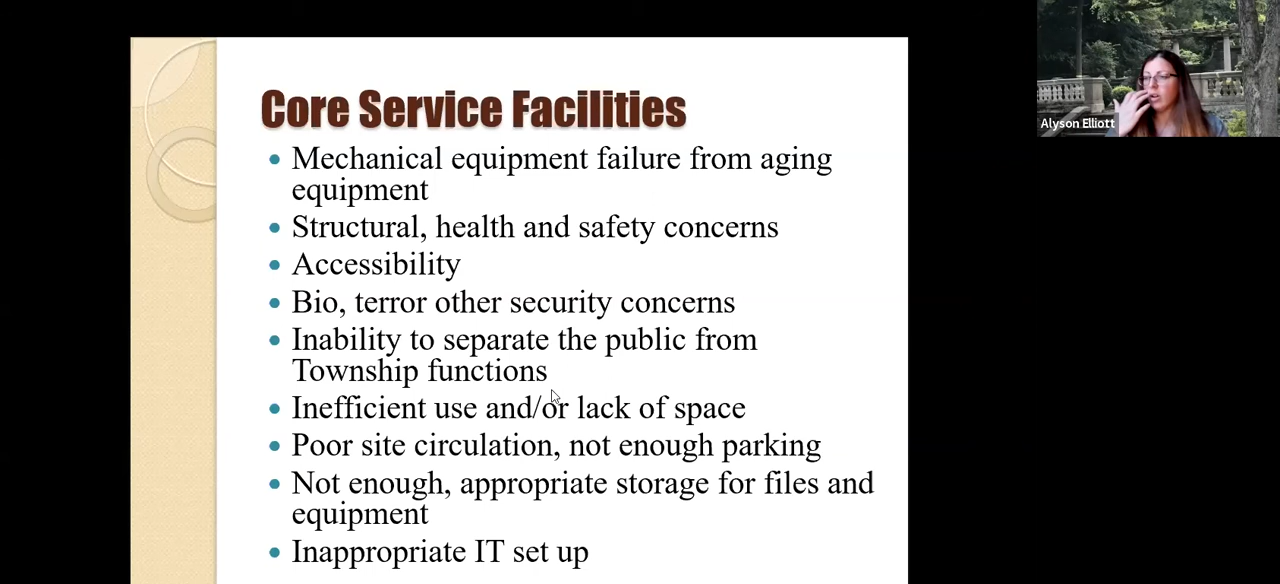 Core Service Facilities
• Mechanical equipment failure from aging
equipment
• Structural, health and safety concerns
• Accessibility
• Bio, terror other security concerns
• Inability to separate the public from
Township functions
• Inefficient use and/or lack of space
• Poor site circulation, not enough parking
• Not enough, appropriate storage for files and
equipment
• Inappropriate IT set up
Alyson Elliott